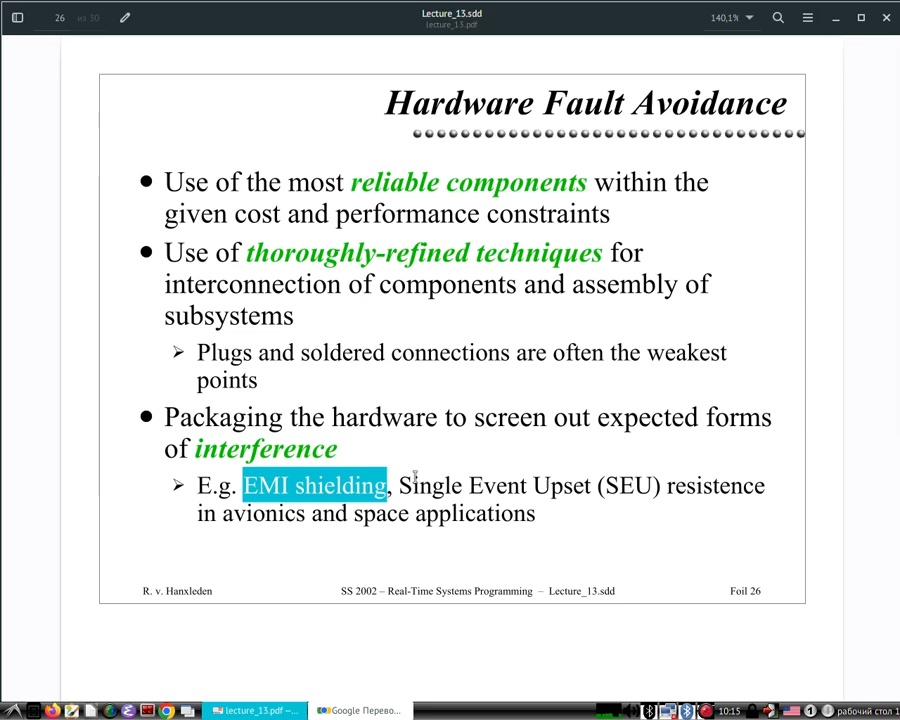 26 из 30
Lecture_13.sdd
lecture_13.pdf
140,1%
Hardware Fault Avoidance
Use of the most reliable components within the
given cost and performance constraints
Use of thoroughly-refined techniques for
interconnection of components and assembly of
subsystems
Plugs and soldered connections are often the weakest
points
Packaging the hardware to screen out expected forms
of interference
E.g. EMI shielding, Single Event Upset (SEU) resistence
in avionics and space applications
R. v. Hanxleden
SS 2002 – Real-Time Systems Programming – Lecture_13.sdd
Foil 26
lecture_13.pdf –...
Google Перево...
10:15
рабочий стол 1